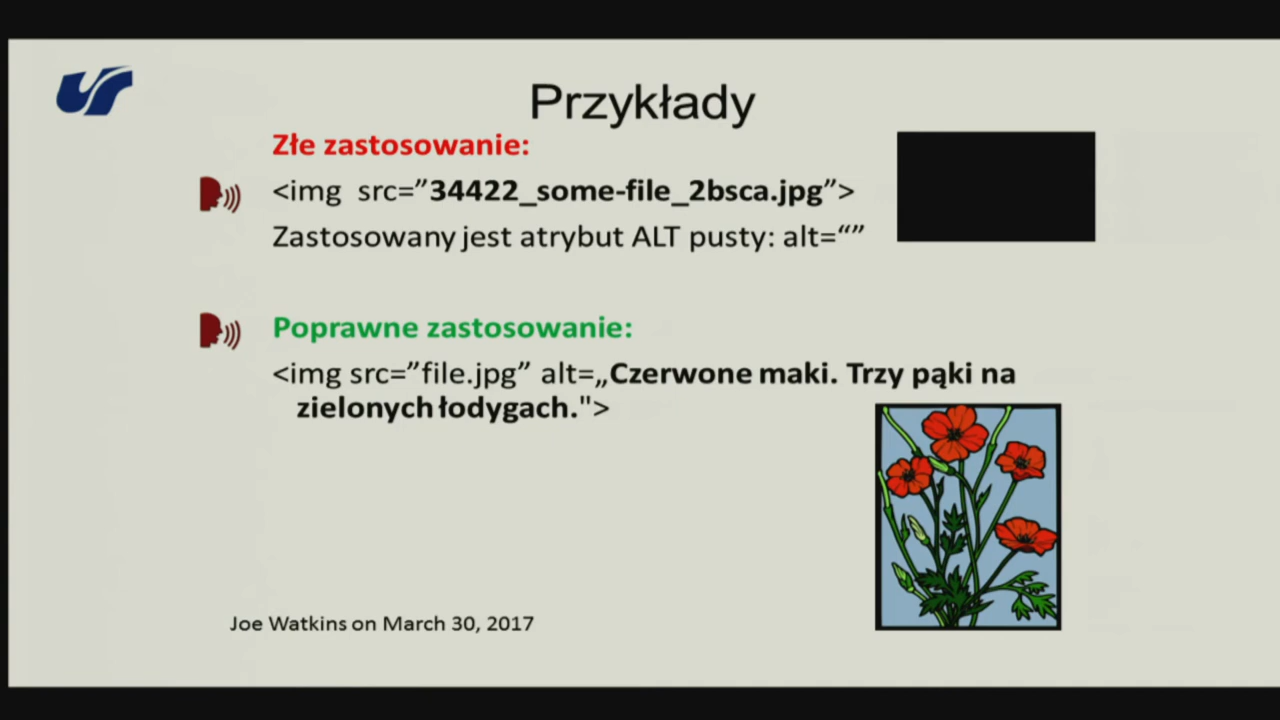 Przykłady
Złe zastosowanie:
<img src=”34422_some-file_2bsca.jpg”>
Zastosowany jest atrybut ALT pusty: alt=“”
Poprawne zastosowanie:
<img src=”file.jpg” alt=„Czerwone maki. Trzy pąki na
zielonych łodygach.">
Joe Watkins on March 30, 2017